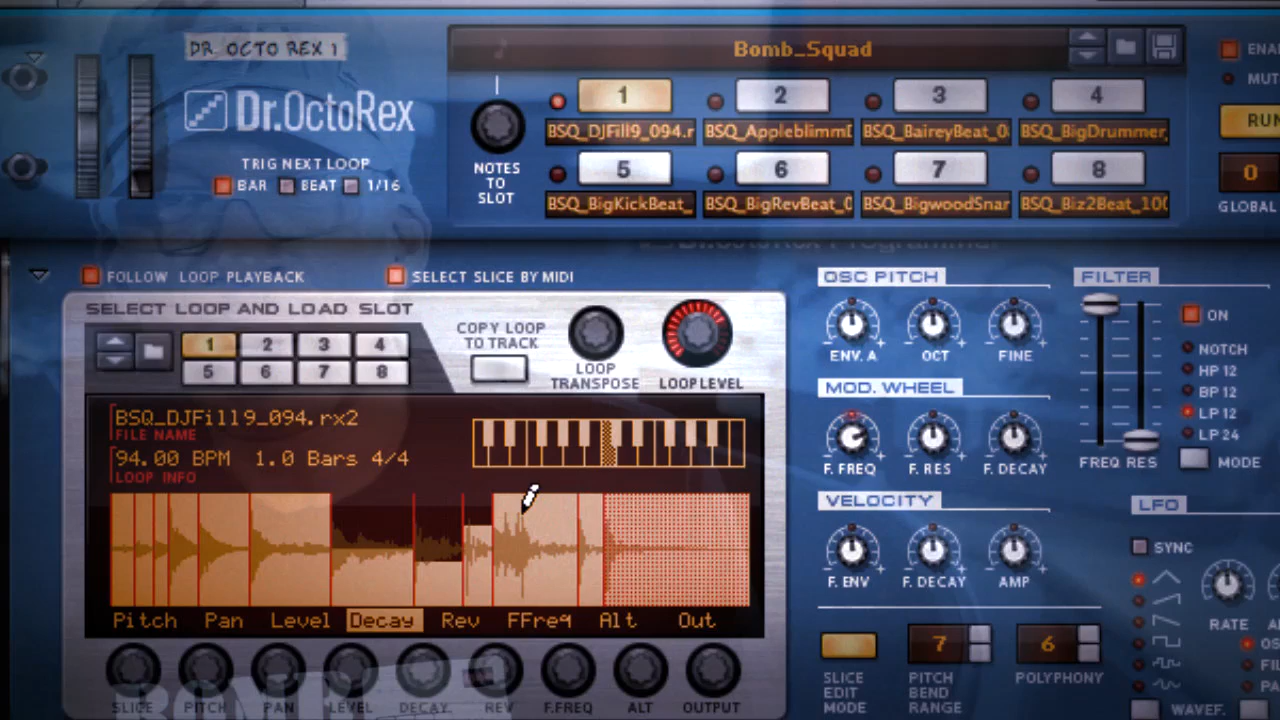 DR. OCTO REX 1
Bomb_Squad
Dr.OctoRex
TRIG NEXT LOOP
BAR BEAT 1/16
NOTES TO SLOT
1 2 3 4
BSQ_DJFill9_094.r BSQ_Appleblimm BSQ_BaireyBeat_0 BSQ_BigDrummer_
5 6 7 8
BSQ_BigKickBeat_ BSQ_BigRevBeat_0 BSQ_BigwoodSnar BSQ_Biz2Beat_10
ENA
MUT
RUN
0
GLOBAL
Dr.OctoRex Programmer
FOLLOW LOOP PLAYBACK SELECT SLICE BY MIDI
SELECT LOOP AND LOAD SLOT
1 2 3 4
5 6 7 8
COPY LOOP
TO TRACK
LOOP
TRANSPOSE
LOOP LEVEL
BSQ_DJFill9_094.rx2
FILE NAME
94.00 BPM 1.0 Bars 4/4
LOOP INFO
Pitch Pan Level Decay Rev FFreq Alt Out
SLICE PITCH PAN LEVEL DECAY REV F.FREQ ALT OUTPUT
OSC PITCH
ENV. A OCT FINE
MOD. WHEEL
F. FREQ F. RES F. DECAY
VELOCITY
F. ENV F. DECAY AMP
7 6
SLICE
EDIT
MODE
PITCH
BEND
RANGE
POLYPHONY
FILTER
ON
NOTCH
HP 12
BP 12
LP 12
LP 24
FREQ RES MODE
LFO
SYNC
RATE
OS
FIL
PA
WAVEF.